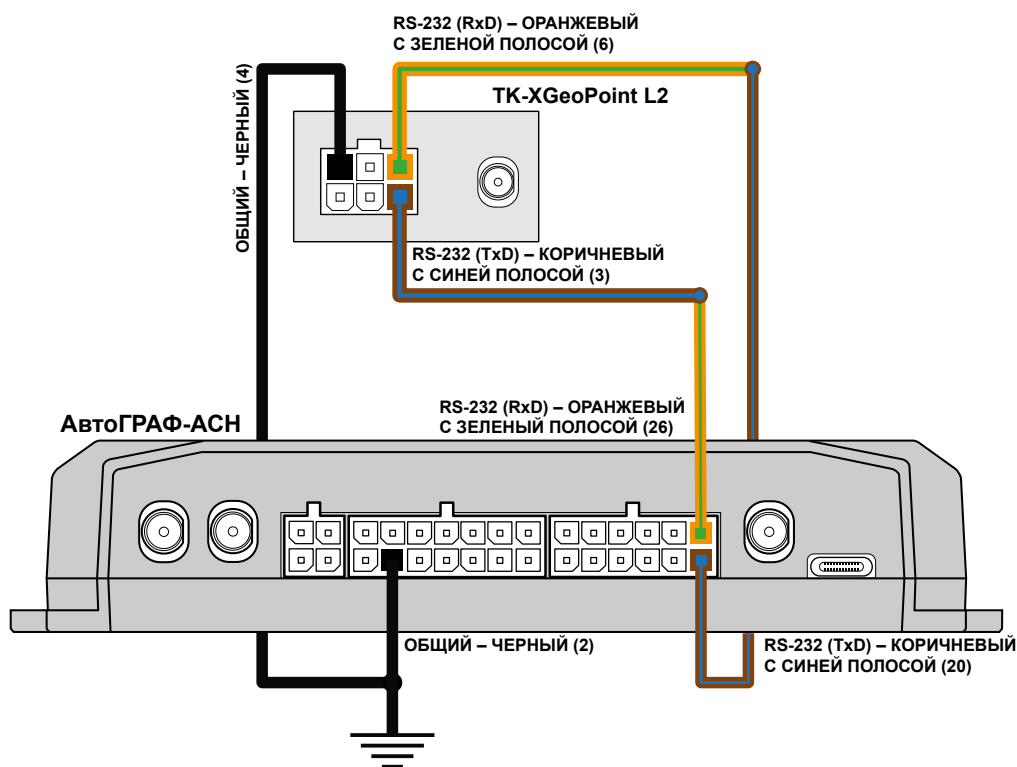 RS-232 (RxD) – ОРАНЖЕВЫЙ
С ЗЕЛЕНОЙ ПОЛОСОЙ (6)
ОБЩИЙ – ЧЕРНЫЙ (4)
TK-XGeoPoint L2
RS-232 (TxD) – КОРИЧНЕВЫЙ
С СИНЕЙ ПОЛОСОЙ (3)
RS-232 (RxD) – ОРАНЖЕВЫЙ
С ЗЕЛЕНЫЙ ПОЛОСОЙ (26)
АвтоГРАФ-АСН
ОБЩИЙ – ЧЕРНЫЙ (2)
RS-232 (TxD) – КОРИЧНЕВЫЙ
С СИНЕЙ ПОЛОСОЙ (20)